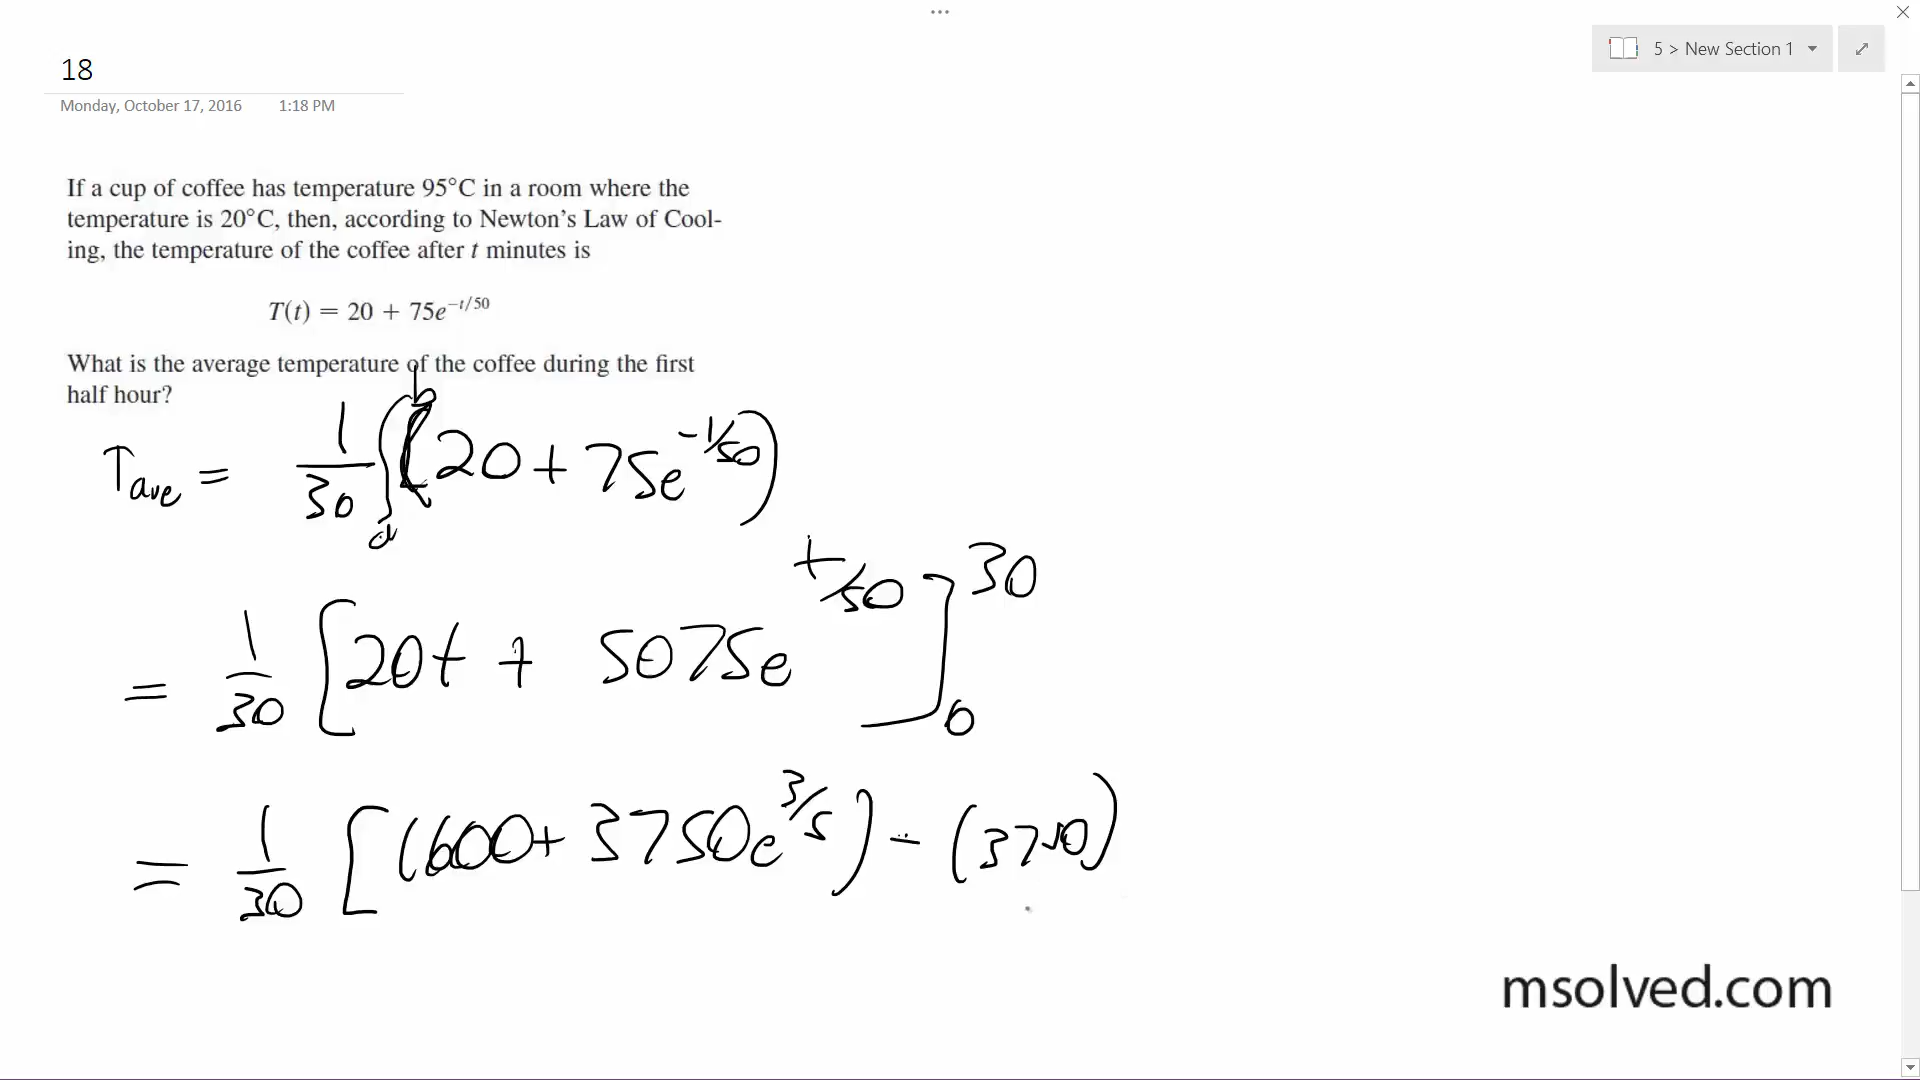 5 > New Section 1
18
Monday, October 17, 2016 1:18 PM
If a cup of coffee has temperature 95°C in a room where the
temperature is 20°C, then, according to Newton's Law of Cool-
ing, the temperature of the coffee after t minutes is
T(t) = 20 + 75e^{-t/50}
What is the average temperature of the coffee during the first
half hour?
Tave = 1/30 ∫_a^b (20 + 75e^{-1/50})
= 1/30 [20t + 5075e^{t/50}]_0^{30}
= 1/30 [(600 + 3750e^{3/5}) - (3750)
msolved.com